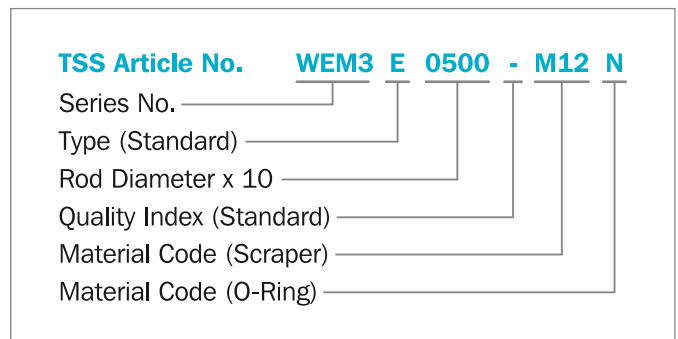 TSS Article No. WEM3 E 0500 - M12 N
Series No.
Type (Standard)
Rod Diameter x 10
Quality Index (Standard)
Material Code (Scraper)
Material Code (O-Ring)